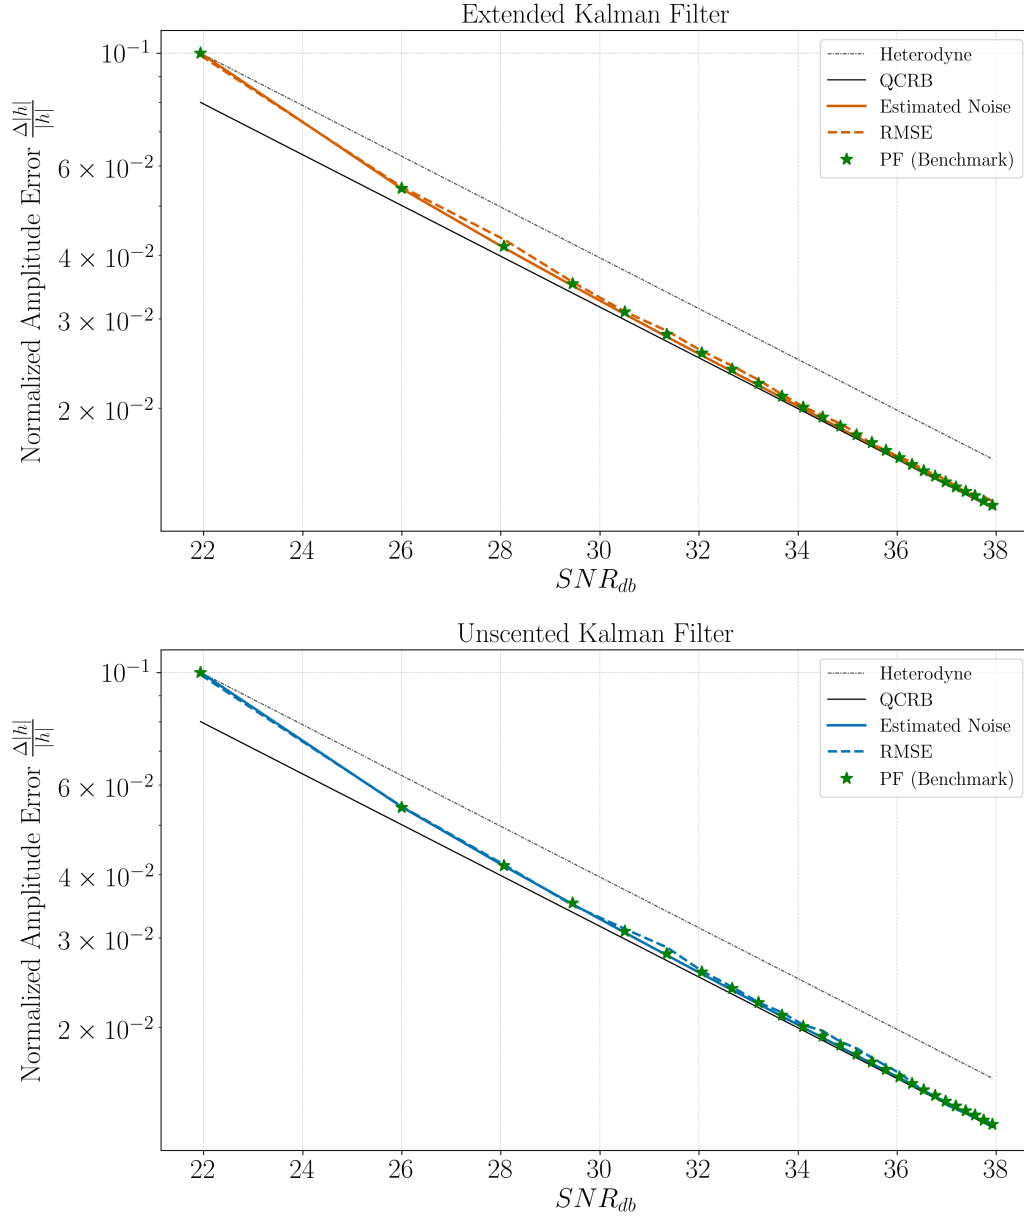 Extended Kalman Filter
Normalized Amplitude Error Δ|h|/|h|
10⁻¹
6 × 10⁻²
4 × 10⁻²
3 × 10⁻²
2 × 10⁻²
Heterodyne
QCRB
Estimated Noise
RMSE
PF (Benchmark)
22 24 26 28 30 32 34 36 38
SNR_db
Unscented Kalman Filter
Normalized Amplitude Error Δ|h|/|h|
10⁻¹
6 × 10⁻²
4 × 10⁻²
3 × 10⁻²
2 × 10⁻²
Heterodyne
QCRB
Estimated Noise
RMSE
PF (Benchmark)
22 24 26 28 30 32 34 36 38
SNR_db